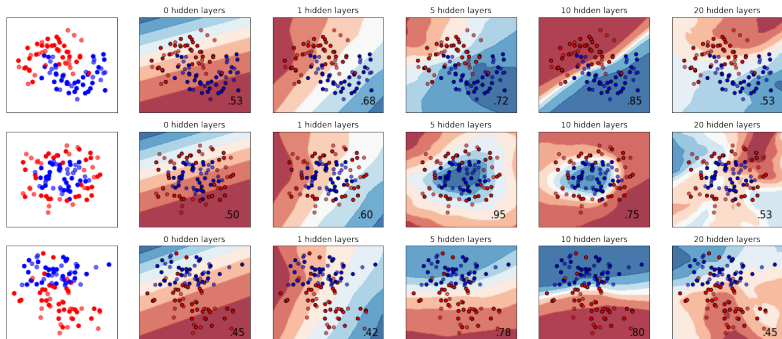 0 hidden layers 1 hidden layers 5 hidden layers 10 hidden layers 20 hidden layers
.53 .68 .72 .85 .53
0 hidden layers 1 hidden layers 5 hidden layers 10 hidden layers 20 hidden layers
.50 .60 .95 .75 .53
0 hidden layers 1 hidden layers 5 hidden layers 10 hidden layers 20 hidden layers
.45 .42 .78 .80 .45